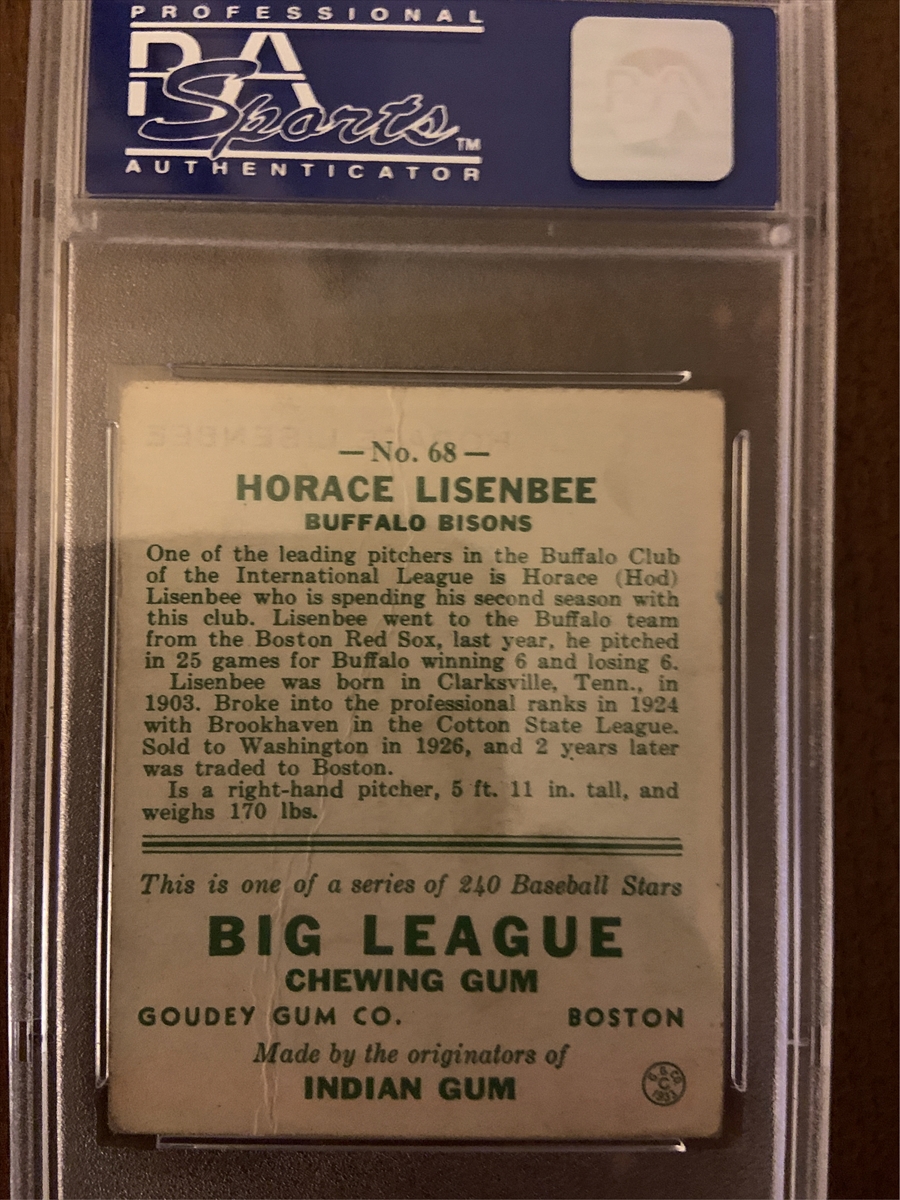 PROFESSIONAL
PSA
Sports™
AUTHENTICATOR
—No. 68—
HORACE LISENBEE
BUFFALO BISONS
One of the leading pitchers in the Buffalo Club
of the International League is Horace (Hod)
Lisenbee who is spending his second season with
this club. Lisenbee went to the Buffalo team
from the Boston Red Sox, last year, he pitched
in 25 games for Buffalo winning 6 and losing 6.
Lisenbee was born in Clarksville, Tenn., in
1903. Broke into the professional ranks in 1924
with Brookhaven in the Cotton State League.
Sold to Washington in 1926, and 2 years later
was traded to Boston.
Is a right-hand pitcher, 5 ft. 11 in. tall, and
weighs 170 lbs.
This is one of a series of 240 Baseball Stars
BIG LEAGUE
CHEWING GUM
GOUDEY GUM CO. BOSTON
Made by the originators of
INDIAN GUM
G.G.CO.
C
1933